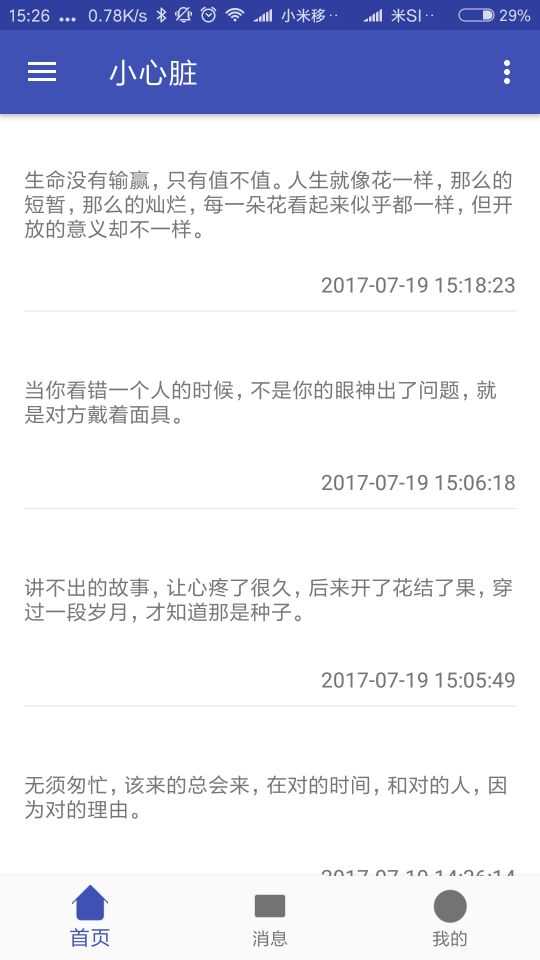 15:26 ... 0.78K/s 小米移·· 米SI·· 29%
小心脏
生命没有输赢，只有值不值。人生就像花一样，那么的
短暂，那么的灿烂，每一朵花看起来似乎都一样，但开
放的意义却不一样。
2017-07-19 15:18:23
当你看错一个人的时候，不是你的眼神出了问题，就
是对方戴着面具。
2017-07-19 15:06:18
讲不出的故事，让心疼了很久，后来开了花结了果，穿
过一段岁月，才知道那是种子。
2017-07-19 15:05:49
无须匆忙，该来的总会来，在对的时间，和对的人，因
为对的理由。
2017-07-19 14:26:14
首页 消息 我的